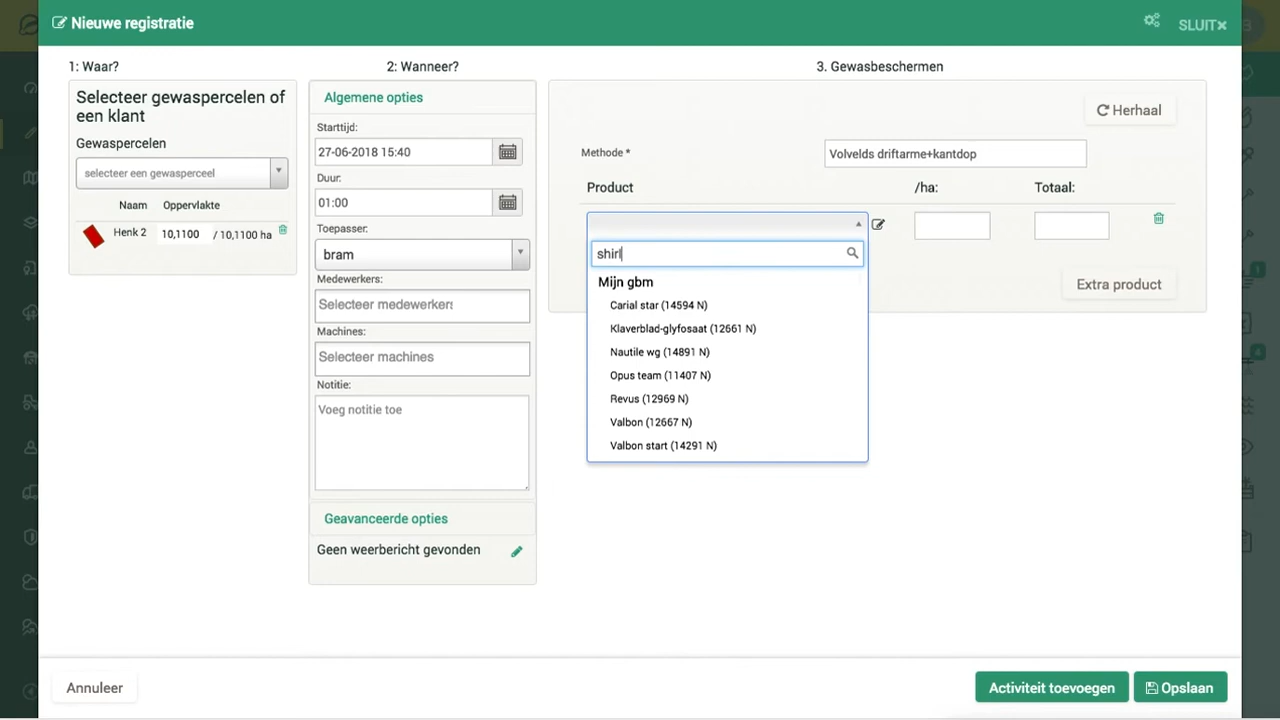 Nieuwe registratie
SLUIT×
1: Waar?
2: Wanneer?
3. Gewasbeschermen
Selecteer gewaspercelen of
een klant
Gewaspercelen
selecteer een gewasperceel
Naam Oppervlakte
Henk 2 10,1100 / 10,1100 ha
Algemene opties
Starttijd:
27-06-2018 15:40
Duur:
01:00
Toepasser:
bram
Medewerkers:
Selecteer medewerkers
Machines:
Selecteer machines
Notitie:
Voeg notitie toe
Geavanceerde opties
Geen weerbericht gevonden
Herhaal
Methode * Volvelds driftarme+kantdop
Product /ha: Totaal:
shirl
Mijn gbm
Carial star (14594 N)
Klaverblad-glyfosaat (12661 N)
Nautile wg (14891 N)
Opus team (11407 N)
Revus (12969 N)
Valbon (12667 N)
Valbon start (14291 N)
Extra product
Annuleer
Activiteit toevoegen
Opslaan